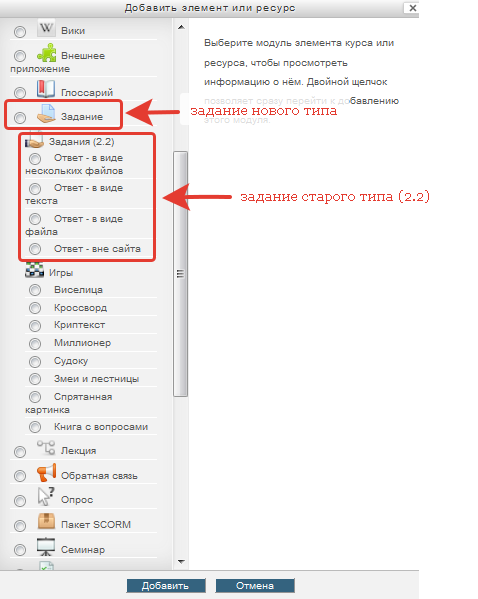 Добавить элемент или ресурс
Вики
Внешнее
приложение
Глоссарий
Задание
Задания (2.2)
Ответ - в виде
нескольких файлов
Ответ - в виде
текста
Ответ - в виде
файла
Ответ - вне сайта
Игры
Виселица
Кроссворд
Криптекст
Миллионер
Судоку
Змеи и лестницы
Спрятанная
картинка
Книга с вопросами
Лекция
Обратная связь
Опрос
Пакет SCORM
Семинар
Выберите модуль элемента курса или
ресурса, чтобы просмотреть
информацию о нём. Двойной щелчок
позволяет сразу перейти к добавлению
этого модуля
задание нового типа
задание старого типа (2.2)
Добавить
Отмена